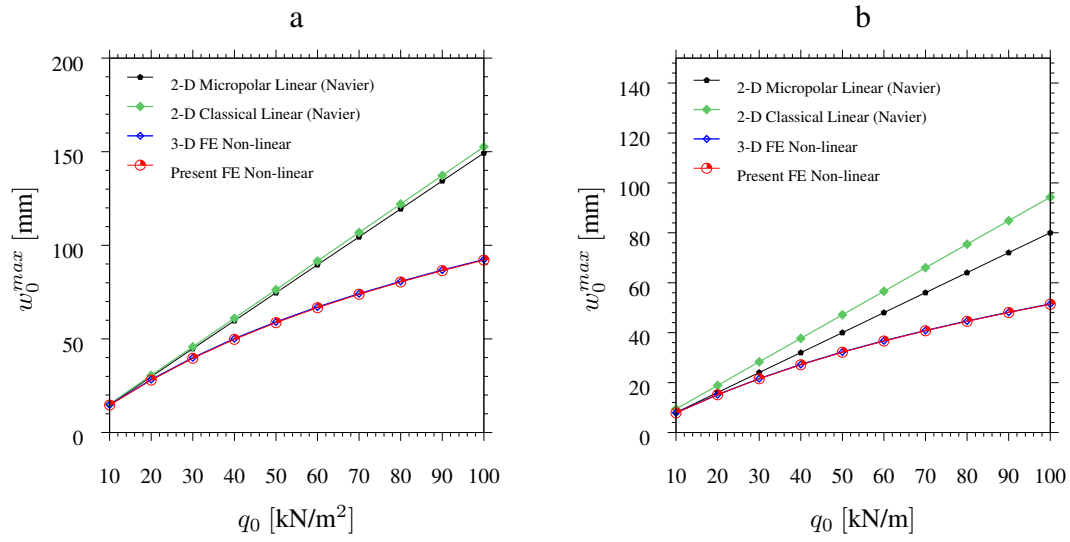 a
200
150
100
50
0
2-D Micropolar Linear (Navier)
2-D Classical Linear (Navier)
3-D FE Non-linear
Present FE Non-linear
w_0^{max} [mm]
10 20 30 40 50 60 70 80 90 100
q_0 [kN/m^2]
b
140
120
100
80
60
40
20
0
2-D Micropolar Linear (Navier)
2-D Classical Linear (Navier)
3-D FE Non-linear
Present FE Non-linear
w_0^{max} [mm]
10 20 30 40 50 60 70 80 90 100
q_0 [kN/m]